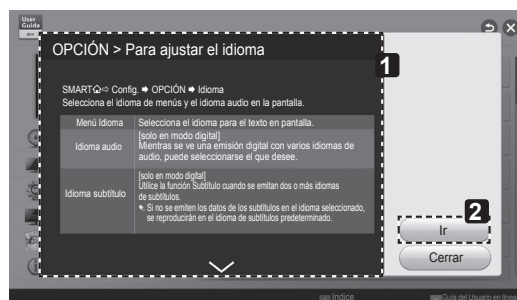 User
Guide
OPCIÓN > Para ajustar el idioma
1
SMART ⇨ Config. ➡ OPCIÓN ➡ Idioma
Selecciona el idioma de menús y el idioma audio en la pantalla.
Menú Idioma Selecciona el idioma para el texto en pantalla.
Idioma audio
[solo en modo digital]
Mientras se ve una emisión digital con varios idiomas de
audio, puede seleccionarse el que desee.
Idioma subtítulo
[solo en modo digital]
Utilice la función Subtítulo cuando se emitan dos o más idiomas
de subtítulos.
Si no se emiten los datos de los subtítulos en el idioma seleccionado,
se reproducirán en el idioma de subtítulos predeterminado.
2
Ir
Cerrar
Indice
Guía del Usuario en línea